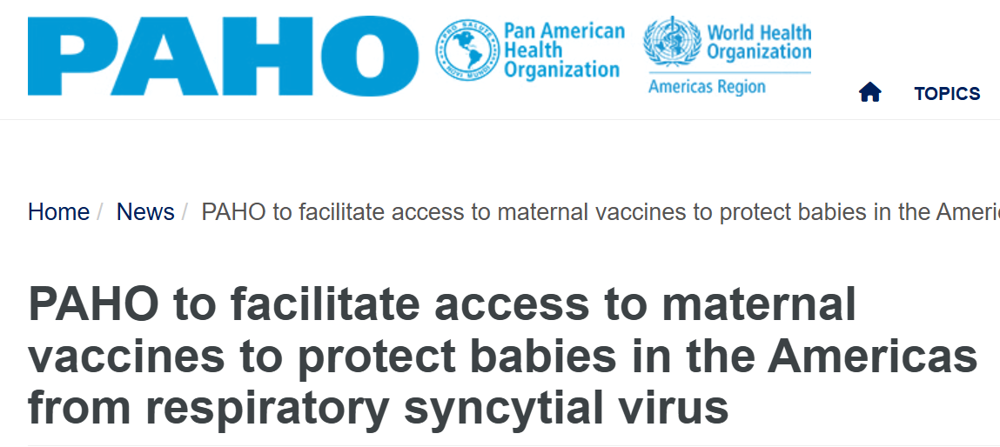 PAHO
PRO SALUTE
NOVI MUNDI
Pan American
Health
Organization
World Health
Organization
Americas Region
TOPICS
Home / News / PAHO to facilitate access to maternal vaccines to protect babies in the Ameri
PAHO to facilitate access to maternal
vaccines to protect babies in the Americas
from respiratory syncytial virus